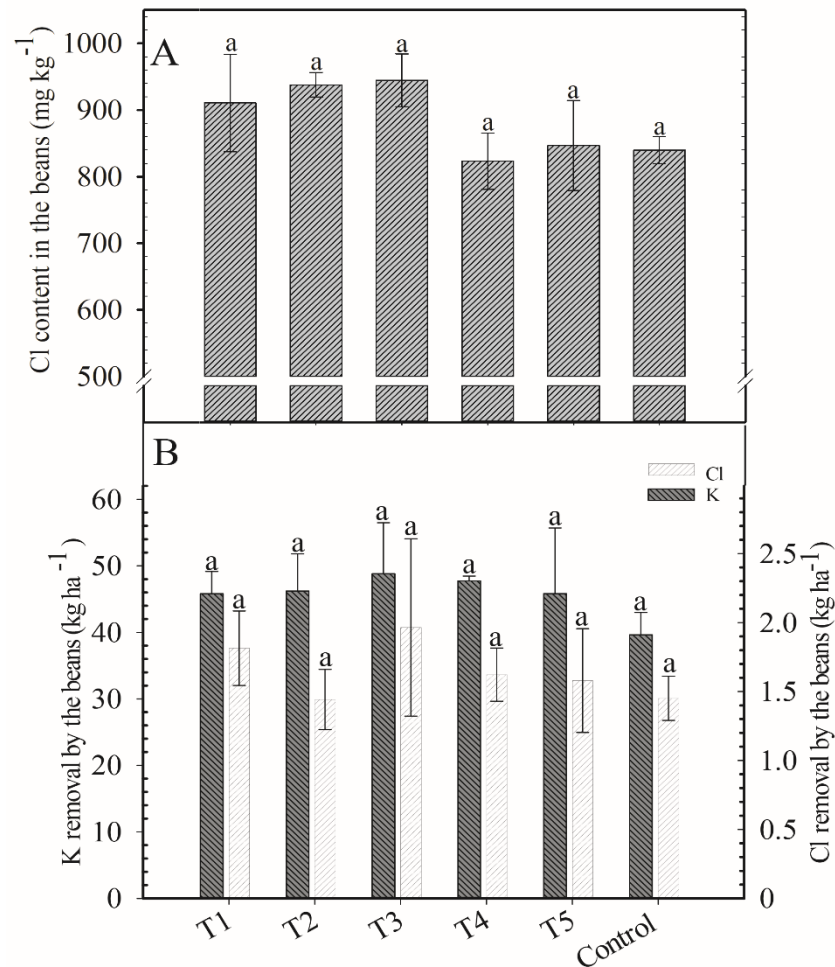 A
Cl content in the beans (mg kg-1)
1000
900
800
700
600
500
a
a
a
a
a
a
B
Cl
K
K removal by the beans (kg ha-1)
60
50
40
30
20
10
0
a
a
a
a
a
a
a
a
a
a
a
a
Cl removal by the beans (kg ha-1)
2.5
2.0
1.5
1.0
0.5
0
T1
T2
T3
T4
T5
Control